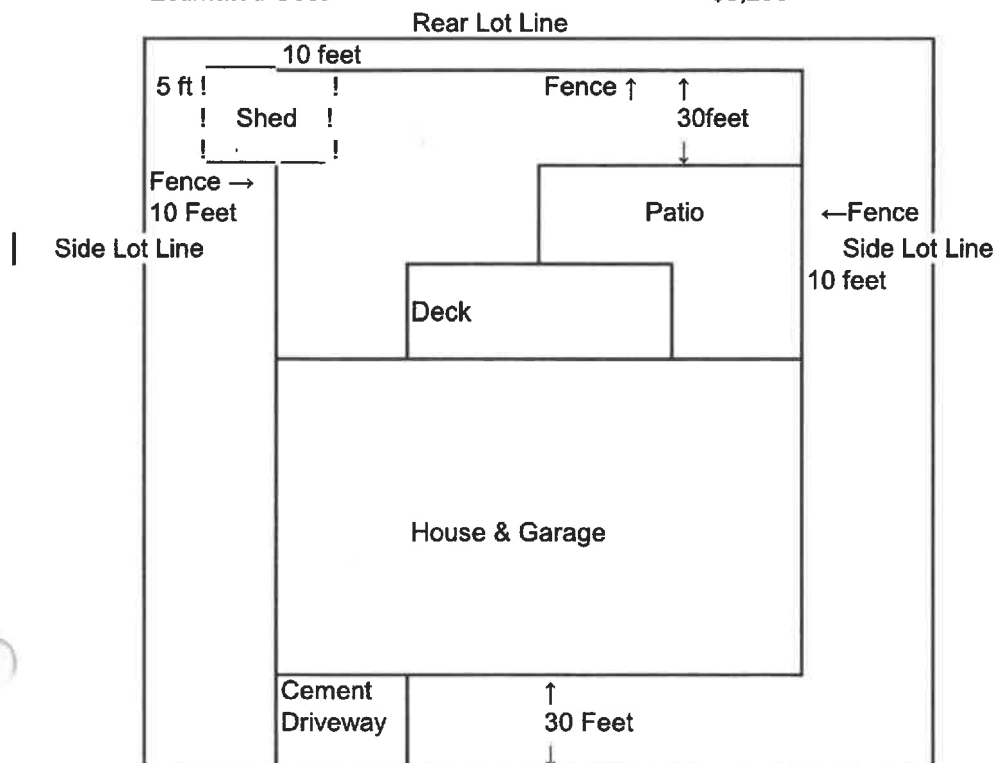 Rear Lot Line
10 feet
5 ft ! ! Fence ↑ ↑
! Shed ! 30feet
! ! ↓
Fence →
10 Feet Patio ←Fence
Side Lot Line Side Lot Line
10 feet
Deck
House & Garage
Cement ↑
Driveway 30 Feet
↓